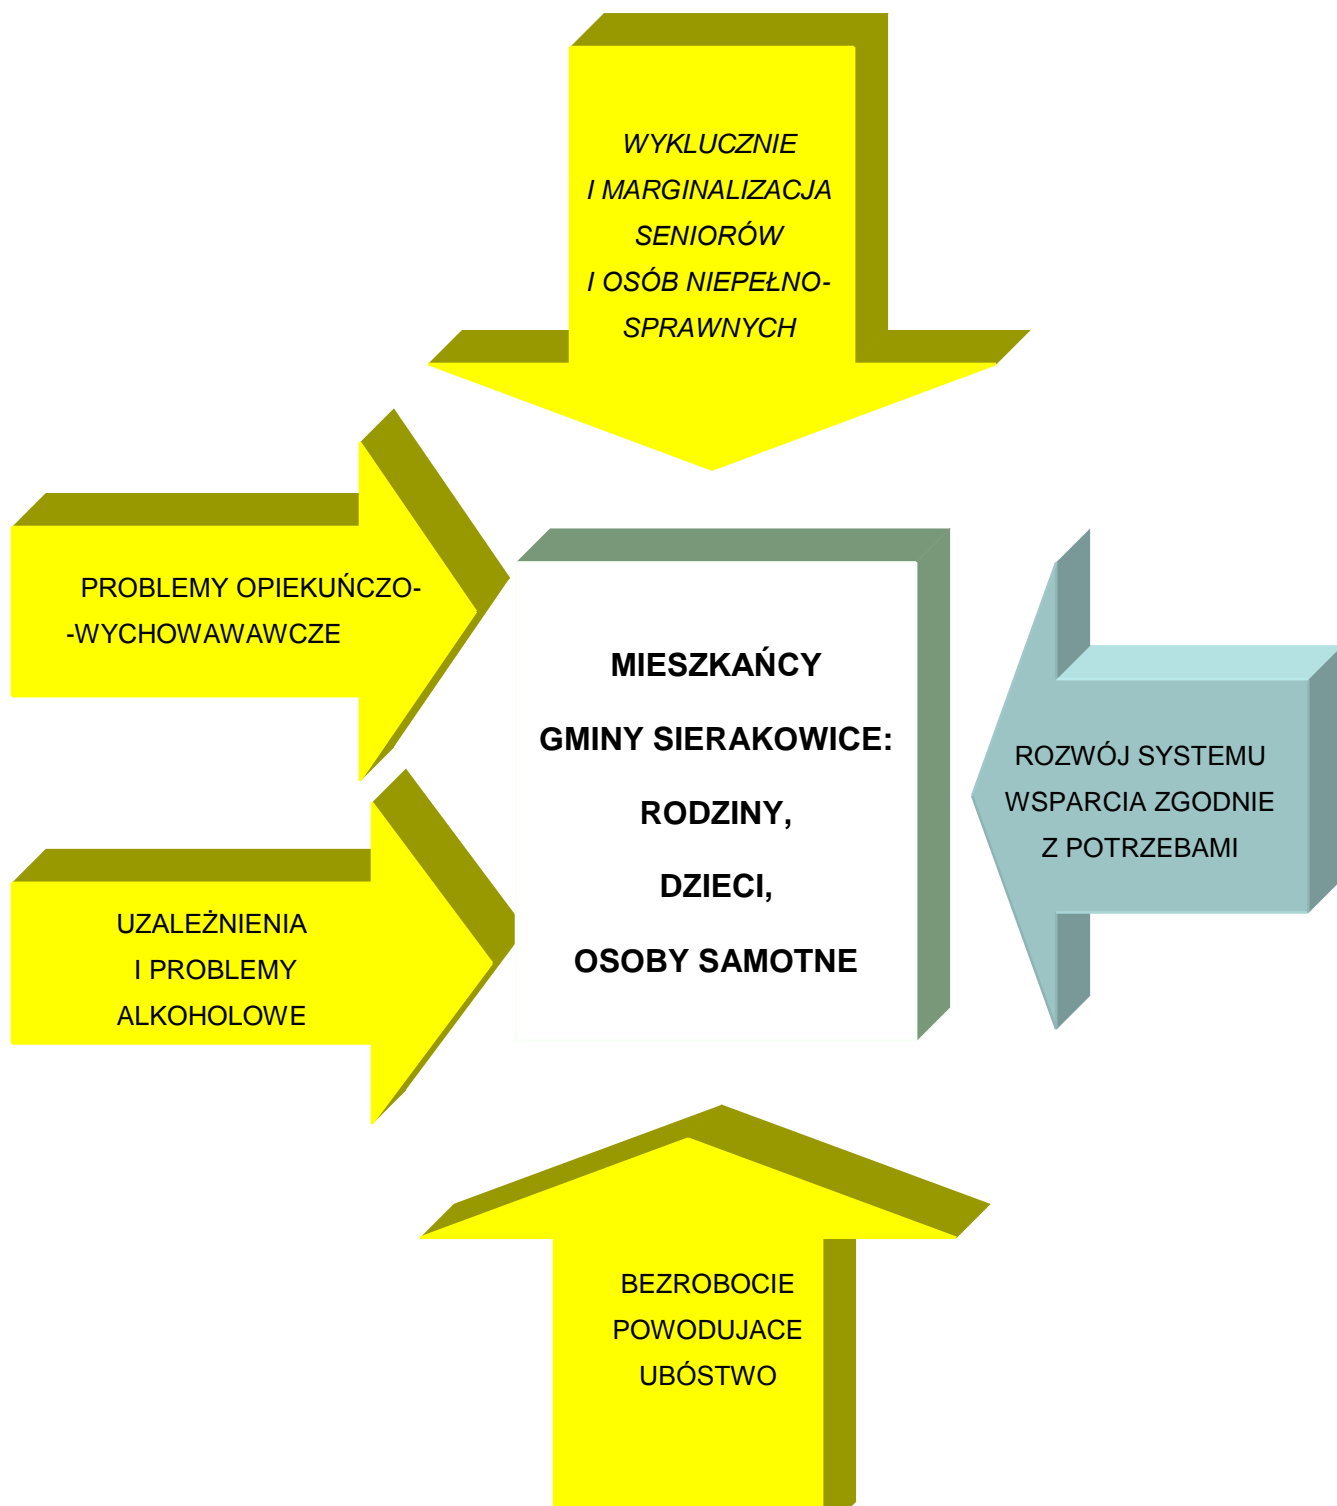 WYKLUCZNIE
I MARGINALIZACJA
SENIORÓW
I OSÓB NIEPEŁNO-
SPRAWNYCH
PROBLEMY OPIEKUŃCZO-
-WYCHOWAWAWCZE
MIESZKAŃCY
GMINY SIERAKOWICE:
RODZINY,
DZIECI,
OSOBY SAMOTNE
ROZWÓJ SYSTEMU
WSPARCIA ZGODNIE
Z POTRZEBAMI
UZALEŻNIENIA
I PROBLEMY
ALKOHOLOWE
BEZROBOCIE
POWODUJACE
UBÓSTWO